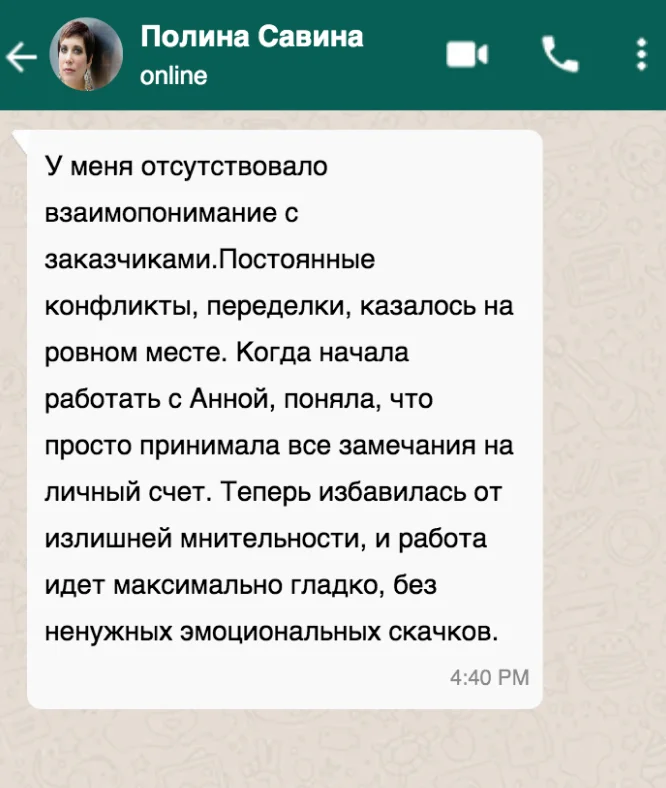 Полина Савина
online
У меня отсутствовало
взаимопонимание с
заказчиками.Постоянные
конфликты, переделки, казалось на
ровном месте. Когда начала
работать с Анной, поняла, что
просто принимала все замечания на
личный счет. Теперь избавилась от
излишней мнительности, и работа
идет максимально гладко, без
ненужных эмоциональных скачков.
4:40 PM